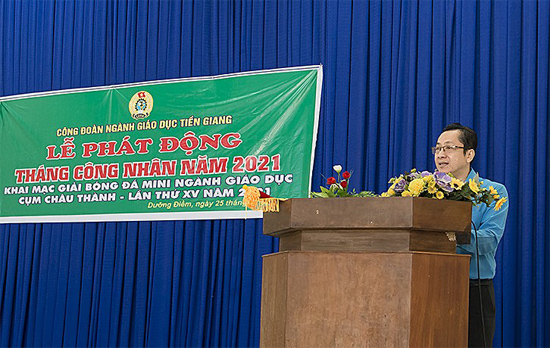 CÔNG ĐOÀN NGÀNH GIÁO DỤC TIỀN GIANG
LỄ PHÁT ĐỘNG
THÁNG CÔNG NHÂN NĂM 2021
KHAI MẠC GIẢI BÓNG ĐÁ MINI NGÀNH GIÁO DỤC
CỤM CHÂU THÀNH - LẦN THỨ XV NĂM 2021
Dưỡng Điềm, ngày 25 tháng